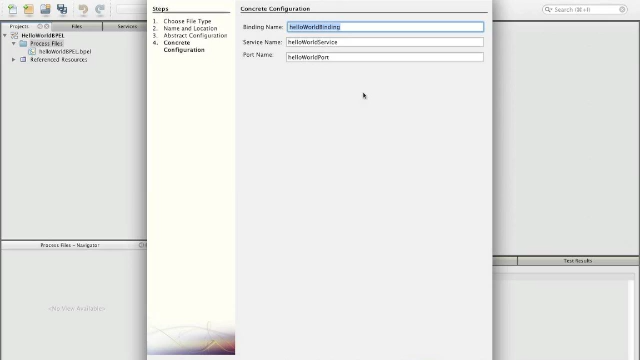 Search (⌘+I)
Projects
Files
Services
HelloWorldBPEL
Process Files
helloWorldBPEL.bpel
Referenced Resources
Process Files - Navigator
<No View Available>
Steps
1. Choose File Type
2. Name and Location
3. Abstract Configuration
4. Concrete
Configuration
Concrete Configuration
Binding Name: helloWorldBinding
Service Name: helloWorldService
Port Name: helloWorldPort
Test Results